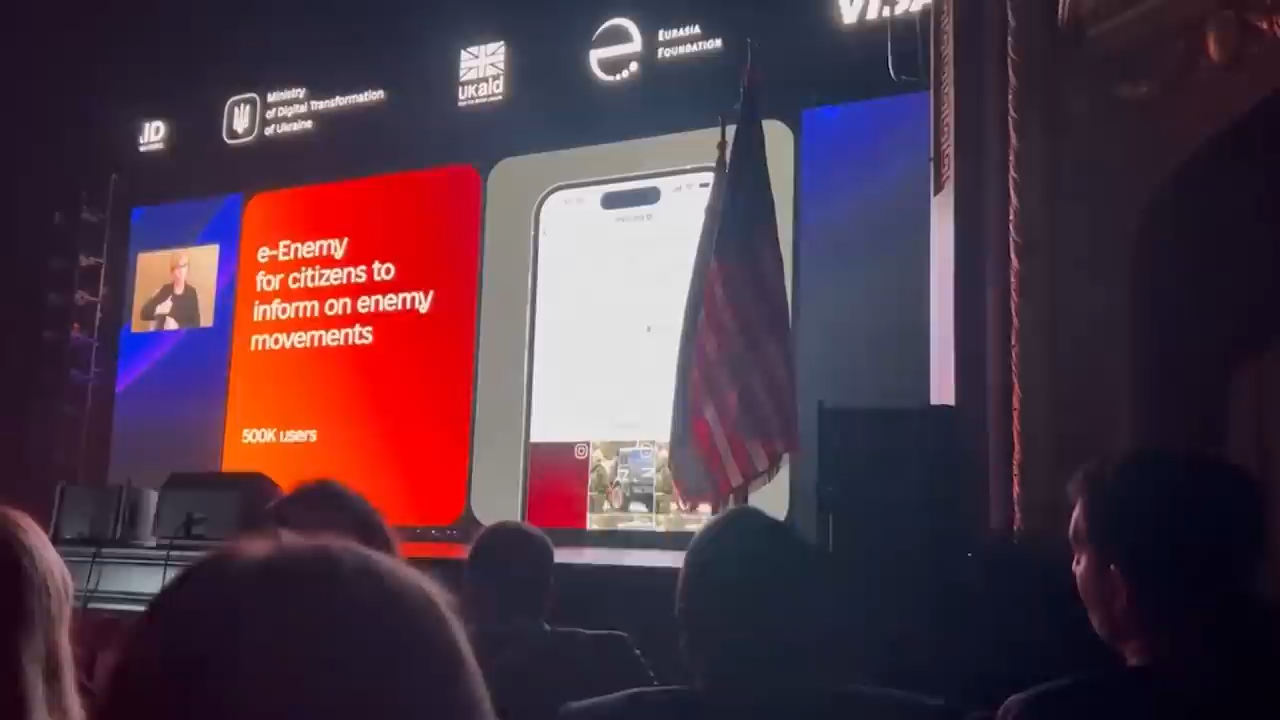 VISA
EURASIA
FOUNDATION
UKaid
Ministry
of Digital Transformation
of Ukraine
e-Enemy
for citizens to
inform on enemy
movements
500K users